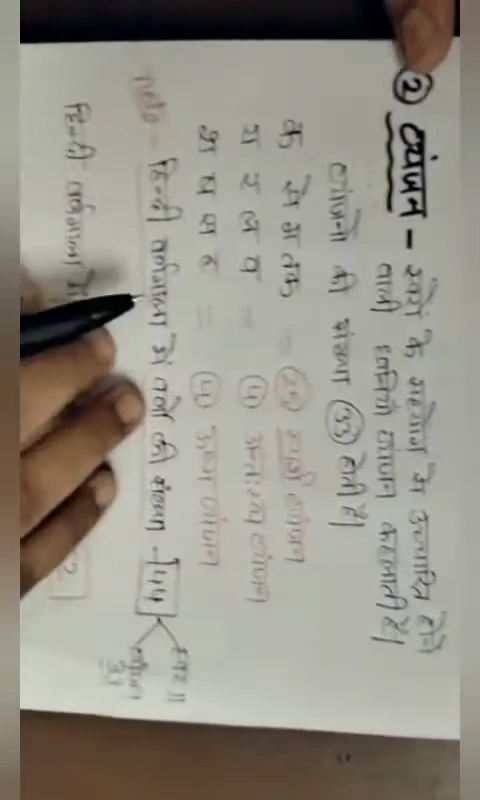 ② व्यंजन - स्वरों के सहयोग से उच्चारित होने
वाली ध्वनियाँ व्यंजन कहलाती हैं।
व्यंजनों की संख्या 33 होती है।
क से म तक = 25 स्पर्श व्यंजन
य र ल व = 4 अन्तःस्थ व्यंजन
श ष स ह = 4 ऊष्म व्यंजन
Note - हिन्दी वर्णमाला में वर्णों की संख्या - 44
स्वर 11
व्यंजन 33
हिन्दी वर्णमाला में